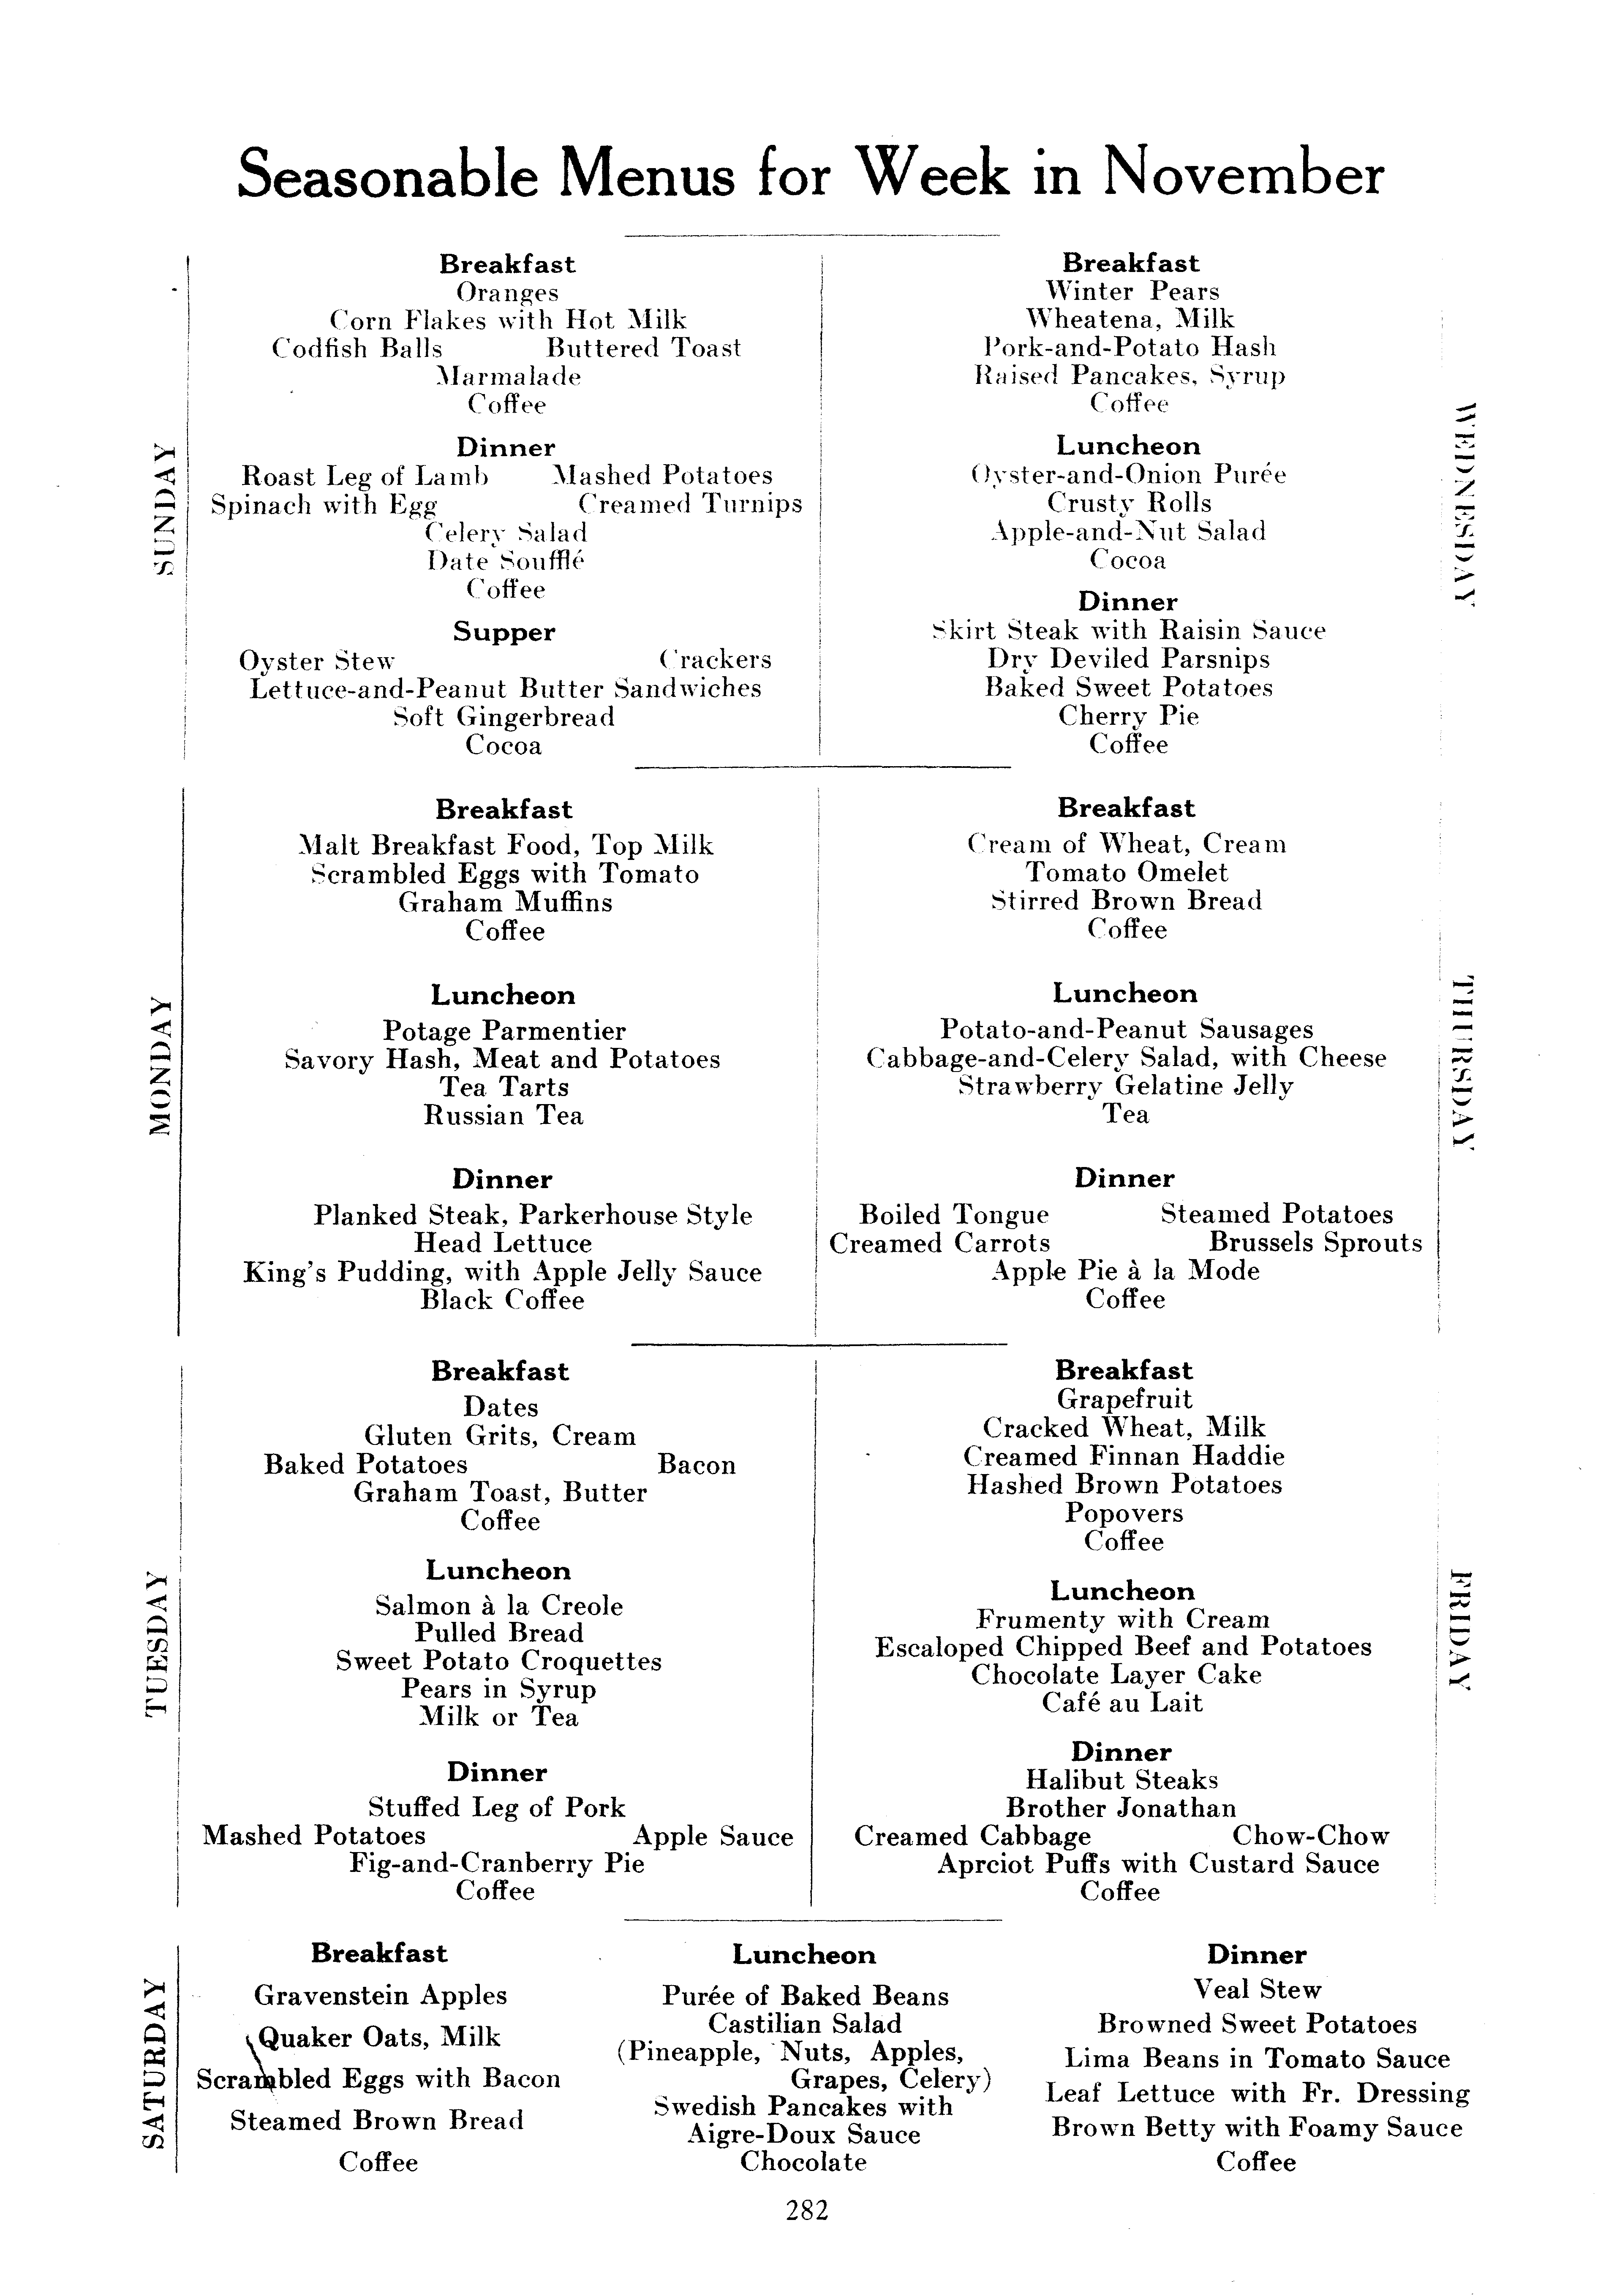 Seasonable Menus for Week in November
SUNDAY
Breakfast
Oranges
Corn Flakes with Hot Milk
Codfish Balls Buttered Toast
Marmalade
Coffee
Dinner
Roast Leg of Lamb Mashed Potatoes
Spinach with Egg Creamed Turnips
Celery Salad
Date Soufflé
Coffee
Supper
Oyster Stew Crackers
Lettuce-and-Peanut Butter Sandwiches
Soft Gingerbread
Cocoa
MONDAY
Breakfast
Malt Breakfast Food, Top Milk
Scrambled Eggs with Tomato
Graham Muffins
Coffee
Luncheon
Potage Parmentier
Savory Hash, Meat and Potatoes
Tea Tarts
Russian Tea
Dinner
Planked Steak, Parkerhouse Style
Head Lettuce
King's Pudding, with Apple Jelly Sauce
Black Coffee
TUESDAY
Breakfast
Dates
Gluten Grits, Cream
Baked Potatoes Bacon
Graham Toast, Butter
Coffee
Luncheon
Salmon à la Creole
Pulled Bread
Sweet Potato Croquettes
Pears in Syrup
Milk or Tea
Dinner
Stuffed Leg of Pork
Mashed Potatoes Apple Sauce
Fig-and-Cranberry Pie
Coffee
WEDNESDAY
Breakfast
Winter Pears
Wheatena, Milk
Pork-and-Potato Hash
Raised Pancakes, Syrup
Coffee
Luncheon
Oyster-and-Onion Purée
Crusty Rolls
Apple-and-Nut Salad
Cocoa
Dinner
Skirt Steak with Raisin Sauce
Dry Deviled Parsnips
Baked Sweet Potatoes
Cherry Pie
Coffee
THURSDAY
Breakfast
Cream of Wheat, Cream
Tomato Omelet
Stirred Brown Bread
Coffee
Luncheon
Potato-and-Peanut Sausages
Cabbage-and-Celery Salad, with Cheese
Strawberry Gelatine Jelly
Tea
Dinner
Boiled Tongue Steamed Potatoes
Creamed Carrots Brussels Sprouts
Apple Pie à la Mode
Coffee
FRIDAY
Breakfast
Grapefruit
Cracked Wheat, Milk
Creamed Finnan Haddie
Hashed Brown Potatoes
Popovers
Coffee
Luncheon
Frumenty with Cream
Escaloped Chipped Beef and Potatoes
Chocolate Layer Cake
Café au Lait
Dinner
Halibut Steaks
Brother Jonathan
Creamed Cabbage Chow-Chow
Aprciot Puffs with Custard Sauce
Coffee
SATURDAY
Breakfast
Gravenstein Apples
Quaker Oats, Milk
Scrambled Eggs with Bacon
Steamed Brown Bread
Coffee
Luncheon
Purée of Baked Beans
Castilian Salad
(Pineapple, Nuts, Apples,
Grapes, Celery)
Swedish Pancakes with
Aigre-Doux Sauce
Chocolate
Dinner
Veal Stew
Browned Sweet Potatoes
Lima Beans in Tomato Sauce
Leaf Lettuce with Fr. Dressing
Brown Betty with Foamy Sauce
Coffee
282